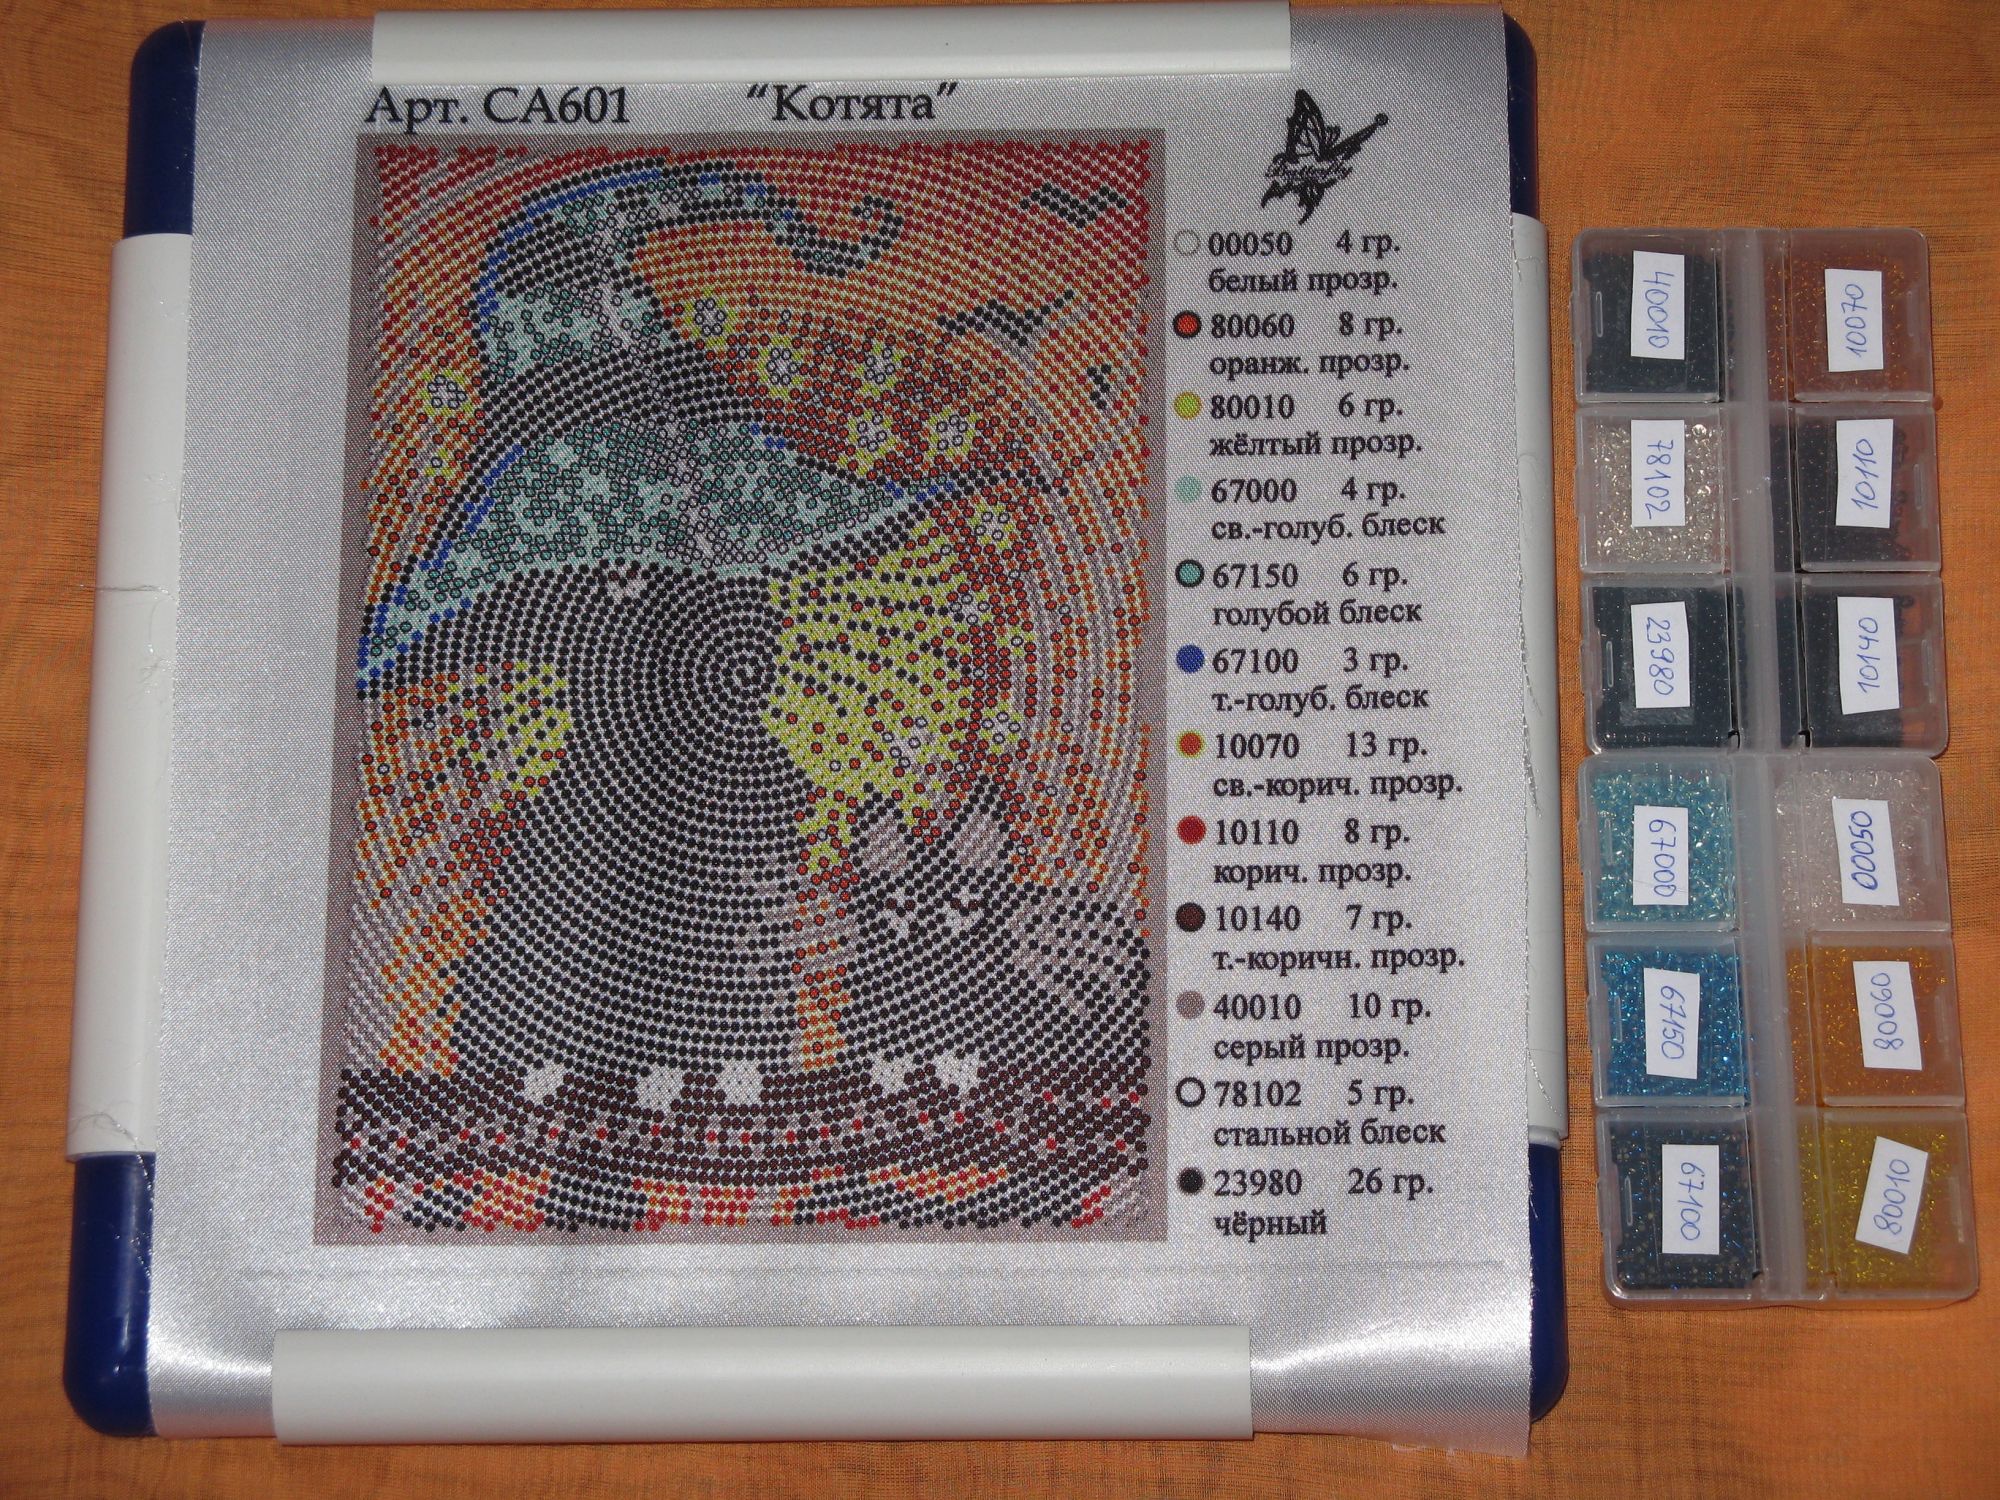 Арт. СА601 “Котята”
Butterfly
00050 4 гр.
белый прозр.
80060 8 гр.
оранж. прозр.
80010 6 гр.
жёлтый прозр.
67000 4 гр.
св.-голуб. блеск
67150 6 гр.
голубой блеск
67100 3 гр.
т.-голуб. блеск
10070 13 гр.
св.-корич. прозр.
10110 8 гр.
корич. прозр.
10140 7 гр.
т.-коричн. прозр.
40010 10 гр.
серый прозр.
78102 5 гр.
стальной блеск
23980 26 гр.
чёрный
40010
10070
78102
10110
23980
10140
67000
00050
67150
80060
67100
80010